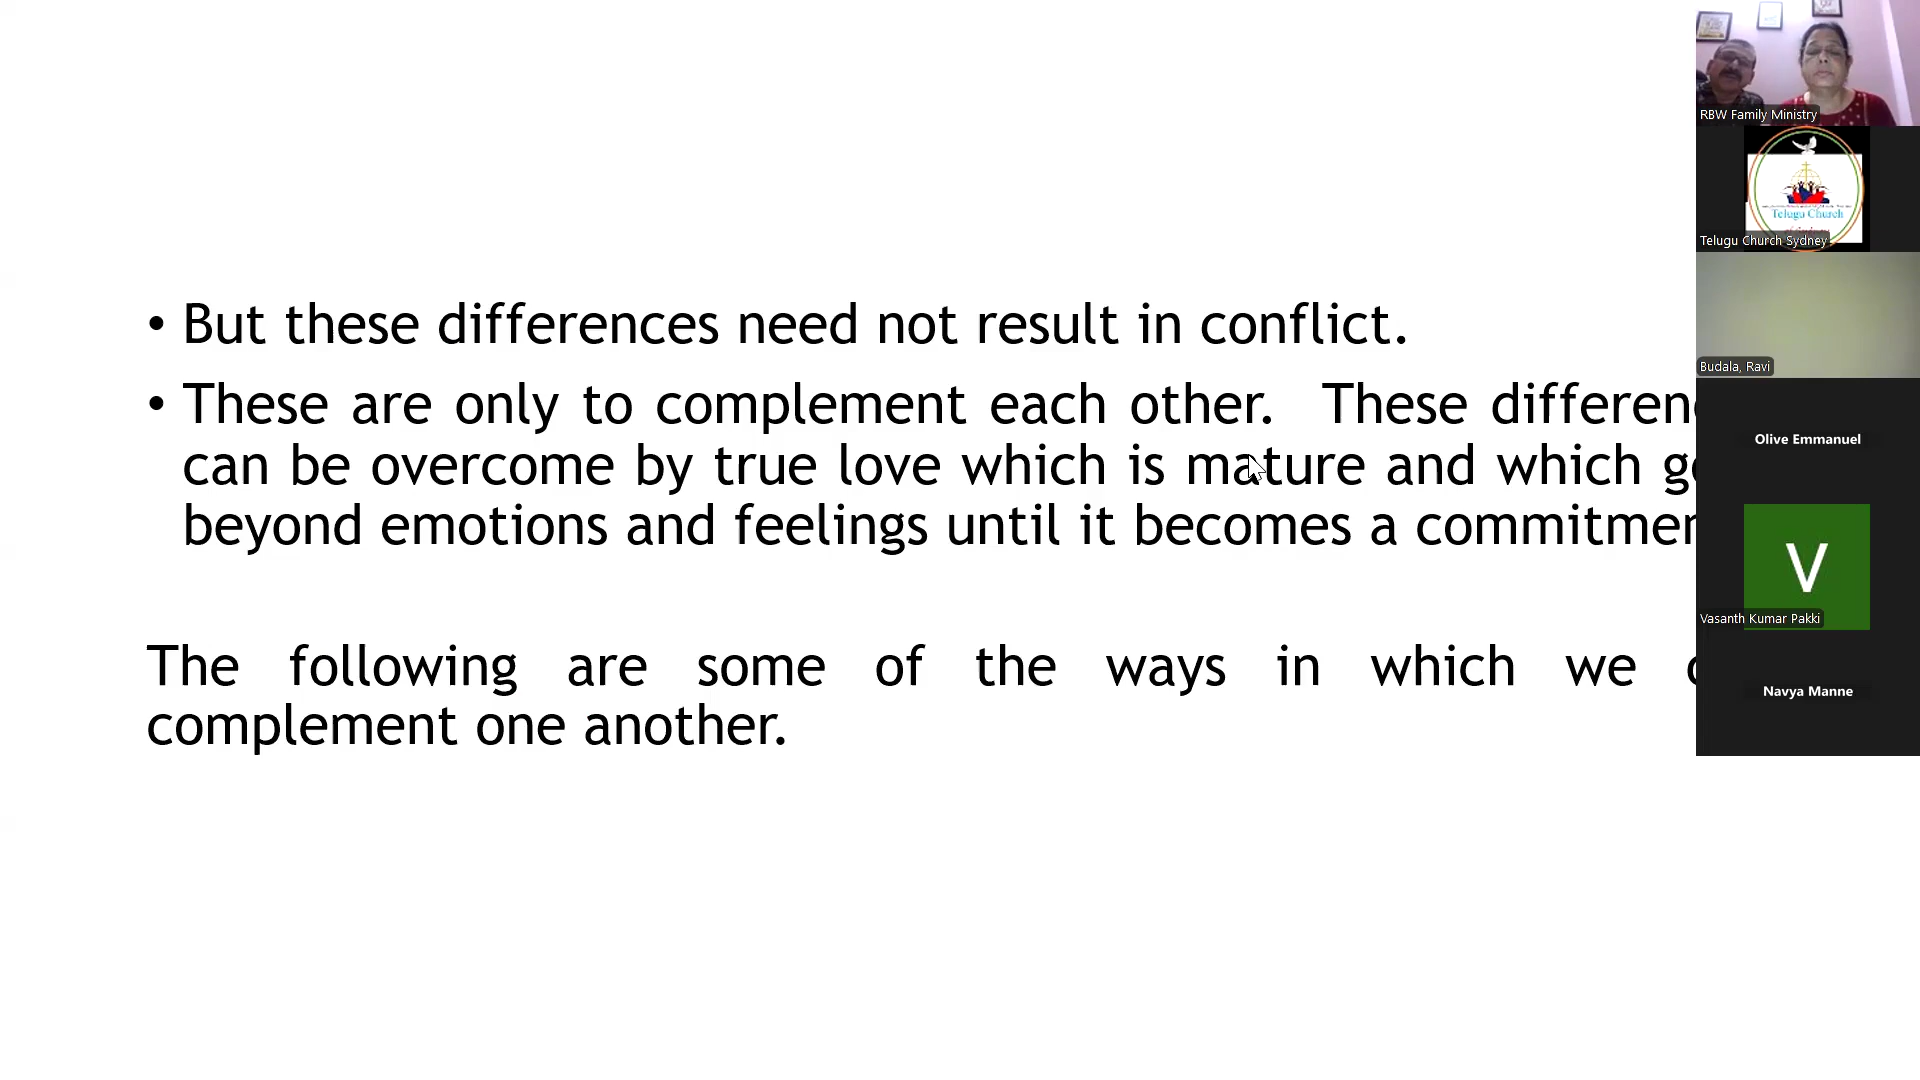 • But these differences need not result in conflict.
• These are only to complement each other. These differen
can be overcome by true love which is mature and which
beyond emotions and feelings until it becomes a commitmen
The following are some of the ways in which we
complement one another.
RBW Family Ministry
Telugu Church
Telugu Church Sydney
Budala, Ravi
Olive Emmanuel
V
Vasanth Kumar Pakki
Navya Manne